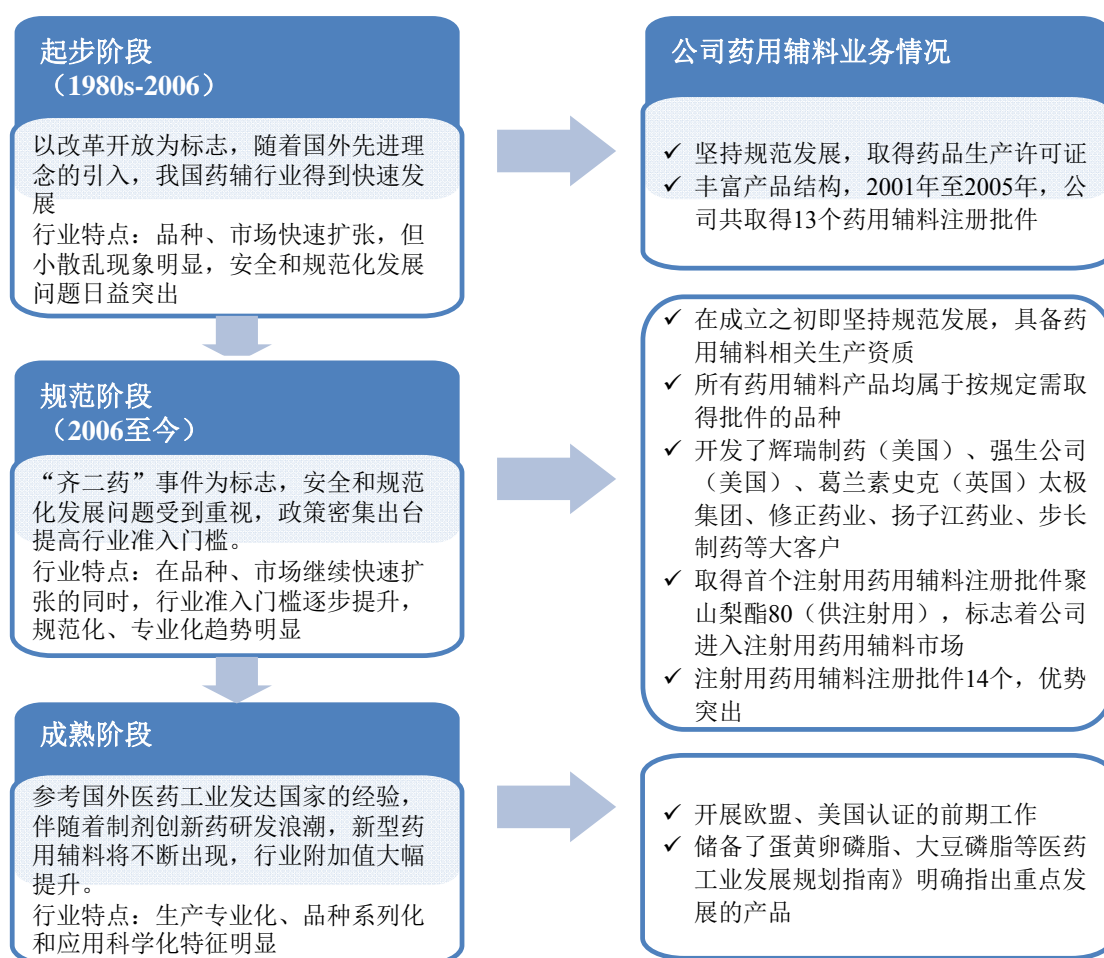 起步阶段
（1980s-2006）
以改革开放为标志，随着国外先进理
念的引入，我国药辅行业得到快速发
展
行业特点：品种、市场快速扩张，但
小散乱现象明显，安全和规范化发展
问题日益突出
公司药用辅料业务情况
✓ 坚持规范发展，取得药品生产许可证
✓ 丰富产品结构，2001年至2005年，公
司共取得13个药用辅料注册批件
规范阶段
（2006至今）
“齐二药”事件为标志，安全和规范
化发展问题受到重视，政策密集出台
提高行业准入门槛。
行业特点：在品种、市场继续快速扩
张的同时，行业准入门槛逐步提升，
规范化、专业化趋势明显
✓ 在成立之初即坚持规范发展，具备药
用辅料相关生产资质
✓ 所有药用辅料产品均属于按规定需取
得批件的品种
✓ 开发了辉瑞制药（美国）、强生公司
（美国）、葛兰素史克（英国）太极
集团、修正药业、扬子江药业、步长
制药等大客户
✓ 取得首个注射用药用辅料注册批件聚
山梨酯80（供注射用），标志着公司
进入注射用药用辅料市场
✓ 注射用药用辅料注册批件14个，优势
突出
成熟阶段
参考国外医药工业发达国家的经验，
伴随着制剂创新药研发浪潮，新型药
用辅料将不断出现，行业附加值大幅
提升。
行业特点：生产专业化、品种系列化
和应用科学化特征明显
✓ 开展欧盟、美国认证的前期工作
✓ 储备了蛋黄卵磷脂、大豆磷脂等医药
工业发展规划指南》明确指出重点发
展的产品